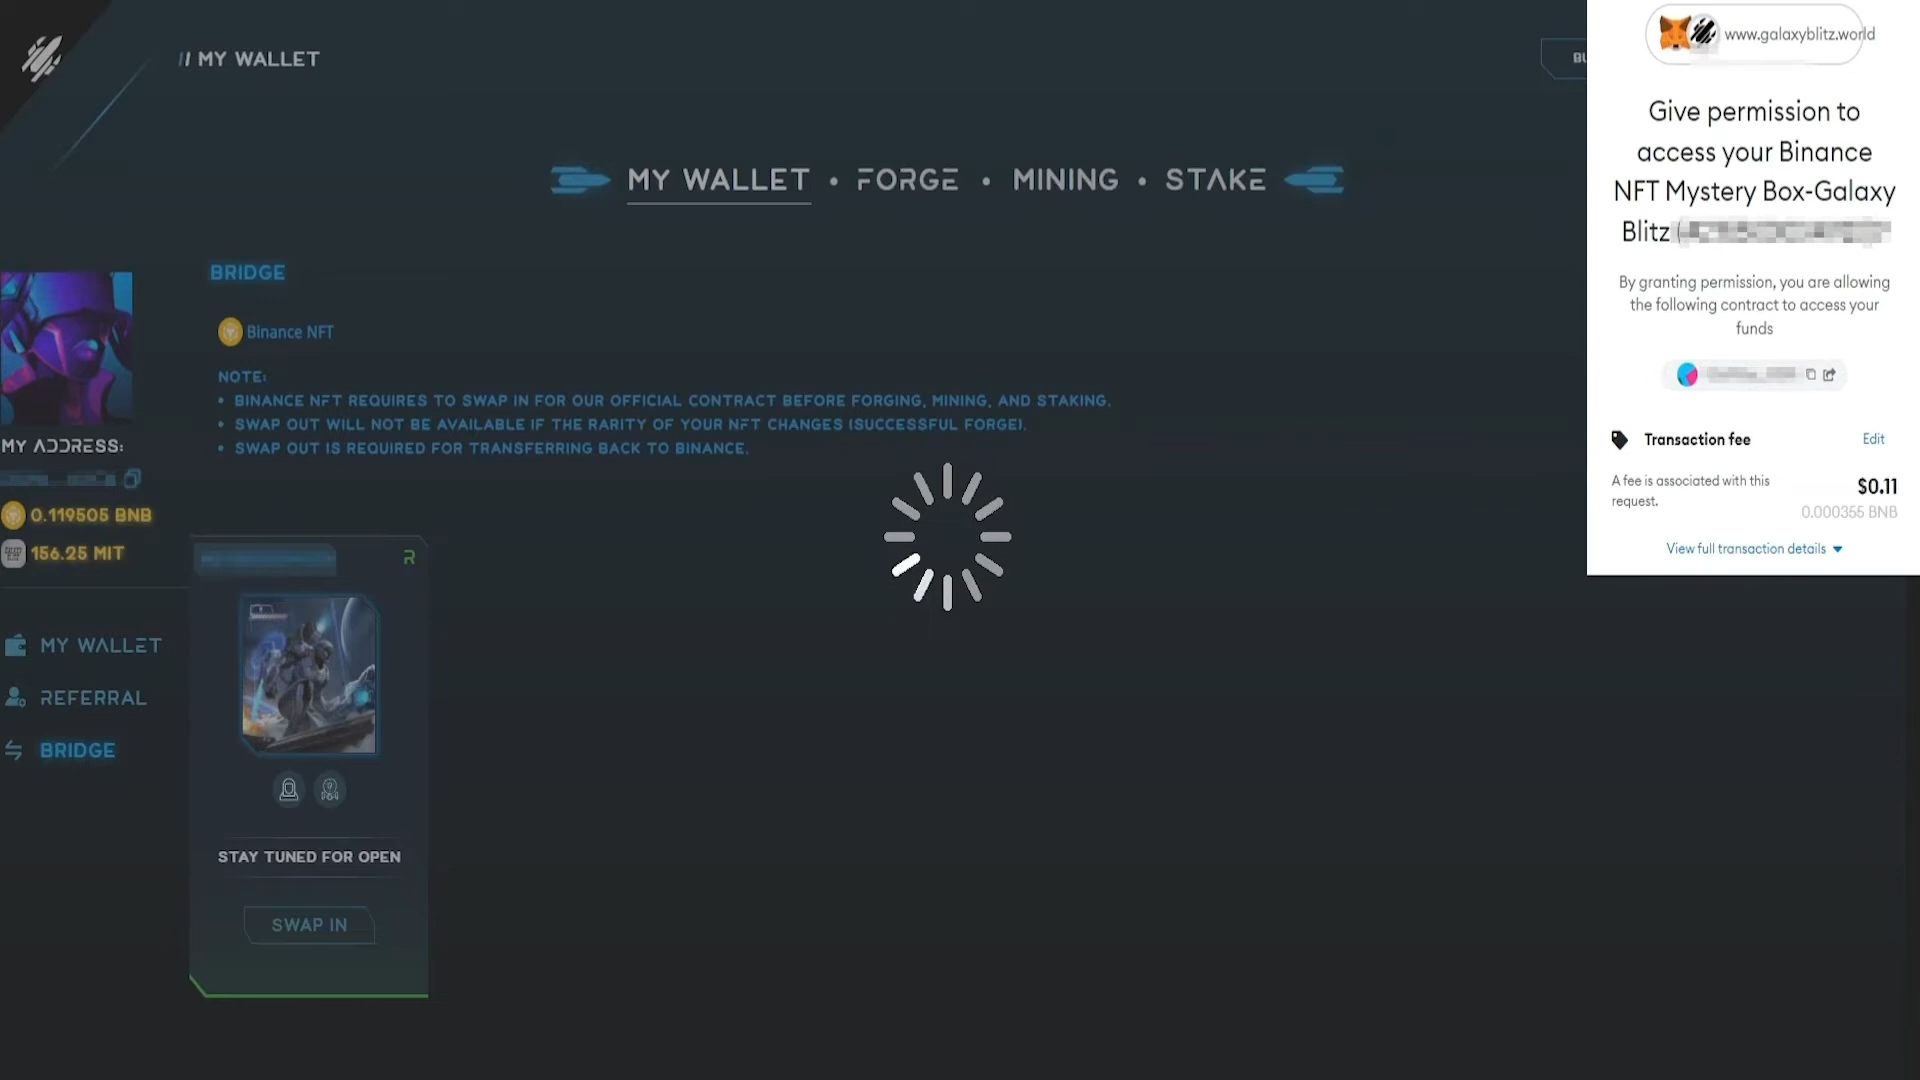 MY WALLET
BU
MY WALLET • FORGE • MINING • STAKE
BRIDGE
Binance NFT
NOTE:
• BINANCE NFT REQUIRES TO SWAP IN FOR OUR OFFICIAL CONTRACT BEFORE FORGING, MINING, AND STAKING.
• SWAP OUT WILL NOT BE AVAILABLE IF THE RARITY OF YOUR NFT CHANGES (SUCCESSFUL FORGE).
• SWAP OUT IS REQUIRED FOR TRANSFERRING BACK TO BINANCE.
MY ADDRESS:
0.119505 BNB
156.25 MIT
MY WALLET
REFERRAL
BRIDGE
R
STAY TUNED FOR OPEN
SWAP IN
www.galaxyblitz.world
Give permission to
access your Binance
NFT Mystery Box-Galaxy
Blitz
By granting permission, you are allowing
the following contract to access your
funds
Transaction fee
Edit
A fee is associated with this
request.
$0.11
0.000355 BNB
View full transaction details